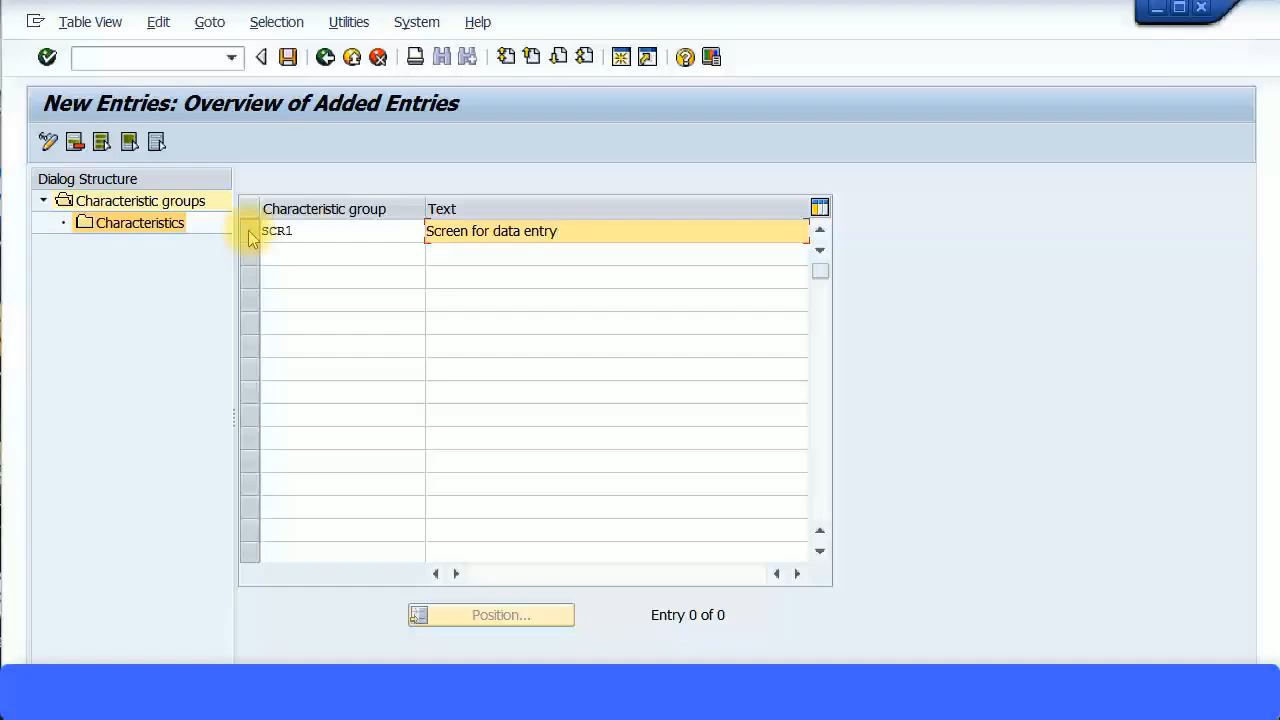 Table View Edit Goto Selection Utilities System Help
New Entries: Overview of Added Entries
Dialog Structure
Characteristic groups
Characteristics
Characteristic group Text
SCR1 Screen for data entry
Position... Entry 0 of 0